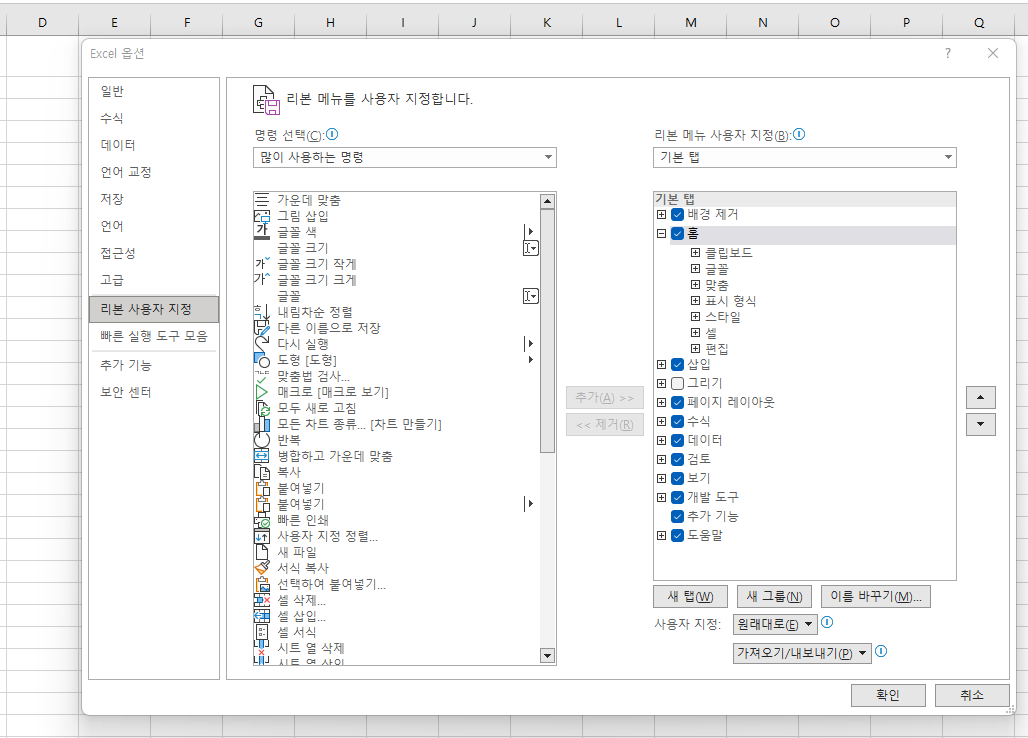 D E F G H I J K L M N O P Q
Excel 옵션 ?
일반
수식
데이터
언어 교정
저장
언어
접근성
고급
리본 사용자 지정
빠른 실행 도구 모음
추가 기능
보안 센터
리본 메뉴를 사용자 지정합니다.
명령 선택(C):
많이 사용하는 명령
가운데 맞춤
그림 삽입
글꼴 색
글꼴 크기
글꼴 크기 작게
글꼴 크기 크게
글꼴
내림차순 정렬
다른 이름으로 저장
다시 실행
도형 [도형]
맞춤법 검사...
매크로 [매크로 보기]
모두 새로 고침
모든 차트 종류... [차트 만들기]
반복
병합하고 가운데 맞춤
복사
붙여넣기
붙여넣기
빠른 인쇄
사용자 지정 정렬...
새 파일
서식 복사
선택하여 붙여넣기...
셀 삭제...
셀 삽입...
셀 서식
시트 열 삭제
시트 열 삽입
추가(A) >>
<< 제거(R)
리본 메뉴 사용자 지정(B):
기본 탭
기본 탭
배경 제거
홈
클립보드
글꼴
맞춤
표시 형식
스타일
셀
편집
삽입
그리기
페이지 레이아웃
수식
데이터
검토
보기
개발 도구
추가 기능
도움말
새 탭(W) 새 그룹(N) 이름 바꾸기(M)...
사용자 지정: 원래대로(E)
가져오기/내보내기(P)
확인 취소